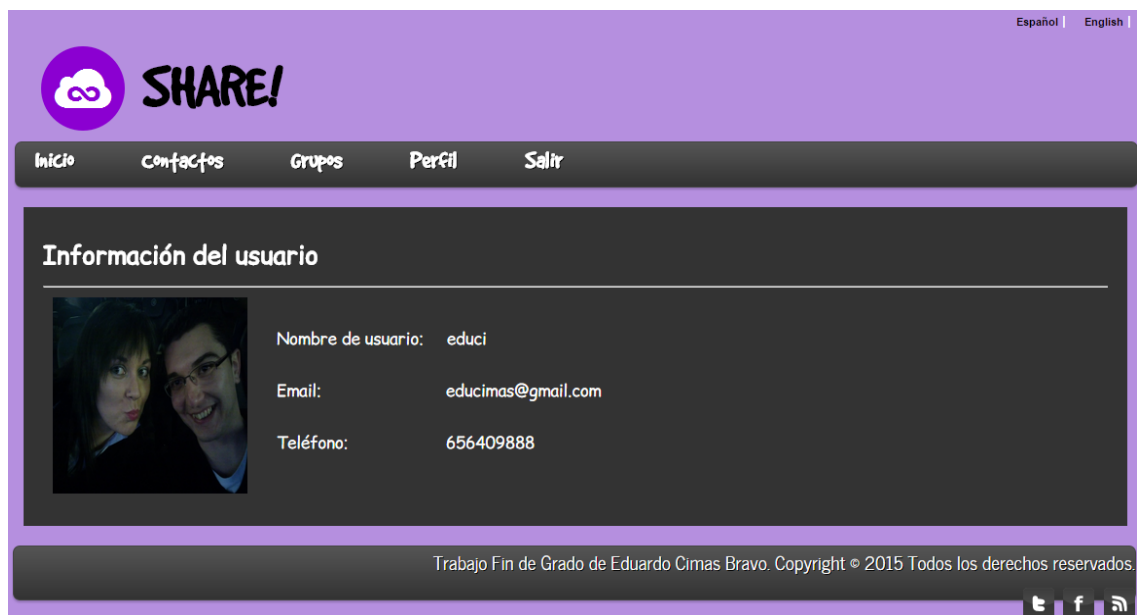 Español English
SHARE!
Inicio Contactos Grupos Perfil Salir
Información del usuario
Nombre de usuario: educi
Email: educimas@gmail.com
Teléfono: 656409888
Trabajo Fin de Grado de Eduardo Cimas Bravo. Copyright © 2015 Todos los derechos reservados.